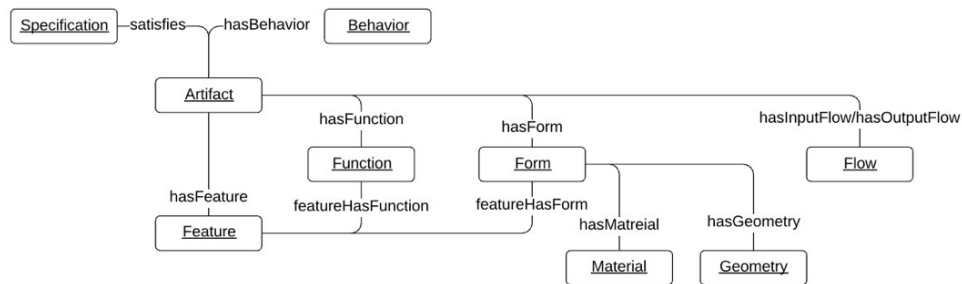 Specification
satisfies
hasBehavior
Behavior
Artifact
hasFunction
hasForm
hasInputFlow/hasOutputFlow
Function
Form
Flow
hasFeature
featureHasFunction
featureHasForm
hasMatreial
hasGeometry
Feature
Material
Geometry